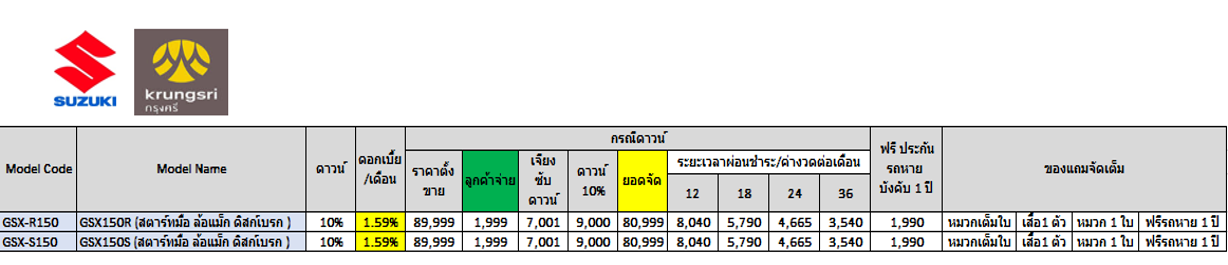 SUZUKI
krungsri
กรุงศรี
กรณีดาวน์
Model Code Model Name ดาวน์ ดอกเบี้ย/เดือน ราคาตั้งขาย ลูกค้าจ่าย เจียงซับดาวน์ ดาวน์ 10% ยอดจัด ระยะเวลาผ่อนชำระ/ค่างวดต่อเดือน ฟรี ประกันรถหาย บังคับ 1 ปี ของแถมจัดเต็ม
12 18 24 36
GSX-R150 GSX150R (สตาร์ทมือ ล้อแม็ก ดิสก์เบรก ) 10% 1.59% 89,999 1,999 7,001 9,000 80,999 8,040 5,790 4,665 3,540 1,990 หมวกเต็มใบ เสื้อ1 ตัว หมวก 1 ใบ ฟรีรถหาย 1 ปี
GSX-S150 GSX150S (สตาร์ทมือ ล้อแม็ก ดิสก์เบรก ) 10% 1.59% 89,999 1,999 7,001 9,000 80,999 8,040 5,790 4,665 3,540 1,990 หมวกเต็มใบ เสื้อ1 ตัว หมวก 1 ใบ ฟรีรถหาย 1 ปี